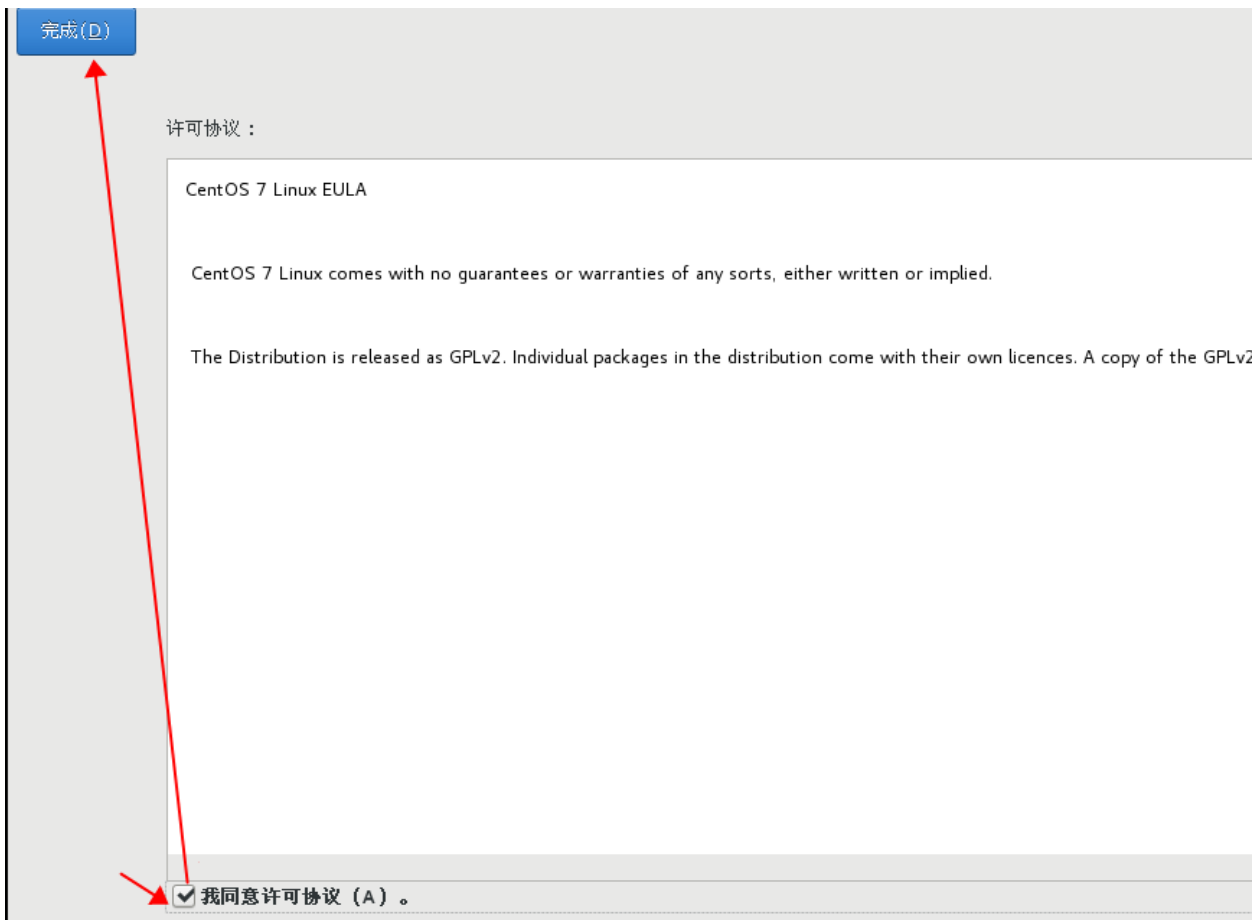 完成(D)
许可协议：
CentOS 7 Linux EULA
CentOS 7 Linux comes with no guarantees or warranties of any sorts, either written or implied.
The Distribution is released as GPLv2. Individual packages in the distribution come with their own licences. A copy of the GPLv2
我同意许可协议（A）。